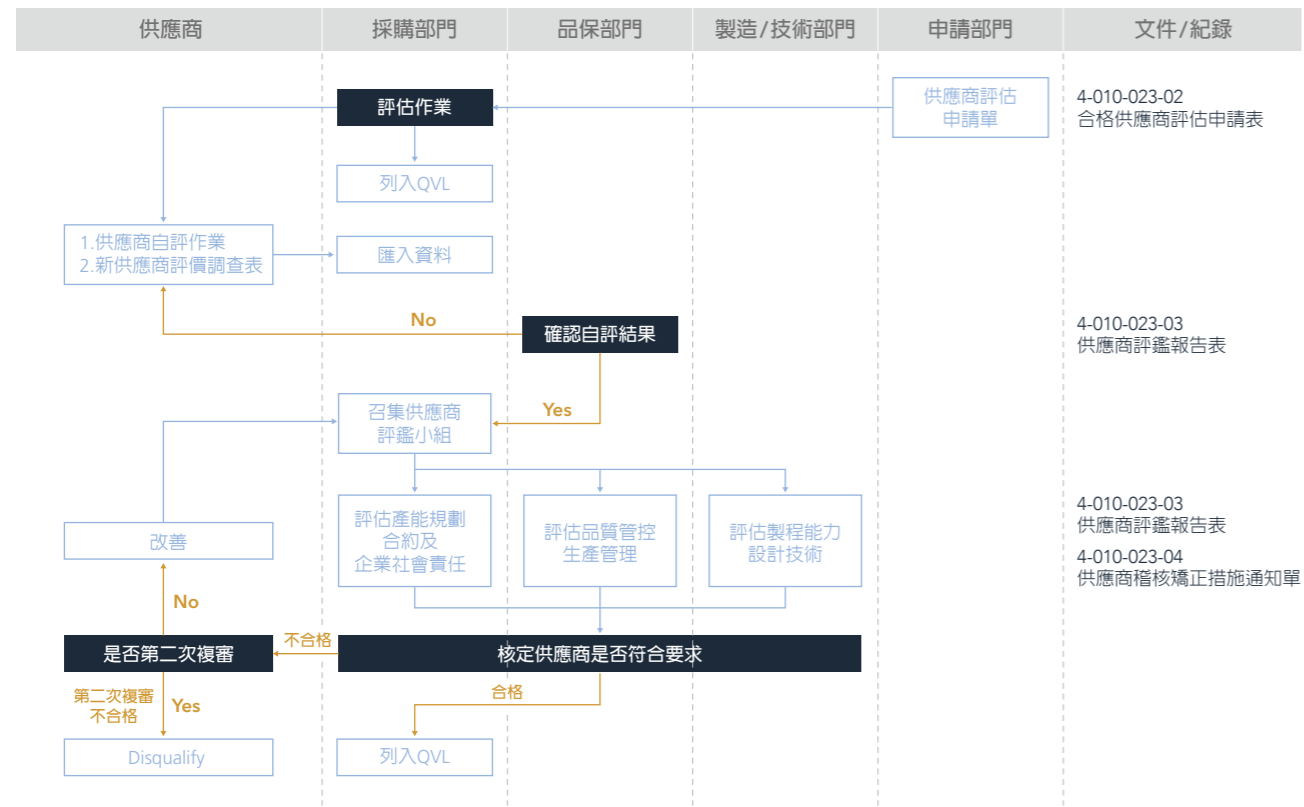 供應商
採購部門
品保部門
製造/技術部門
申請部門
文件/紀錄
評估作業
供應商評估
申請單
4-010-023-02
合格供應商評估申請表
列入QVL
1.供應商自評作業
2.新供應商評價調查表
匯入資料
No
確認自評結果
4-010-023-03
供應商評鑑報告表
Yes
召集供應商
評鑑小組
改善
評估產能規劃
合約及
企業社會責任
評估品質管控
生產管理
評估製程能力
設計技術
4-010-023-03
供應商評鑑報告表
4-010-023-04
供應商稽核矯正措施通知單
No
是否第二次複審
不合格
核定供應商是否符合要求
第二次複審
不合格
Yes
合格
Disqualify
列入QVL